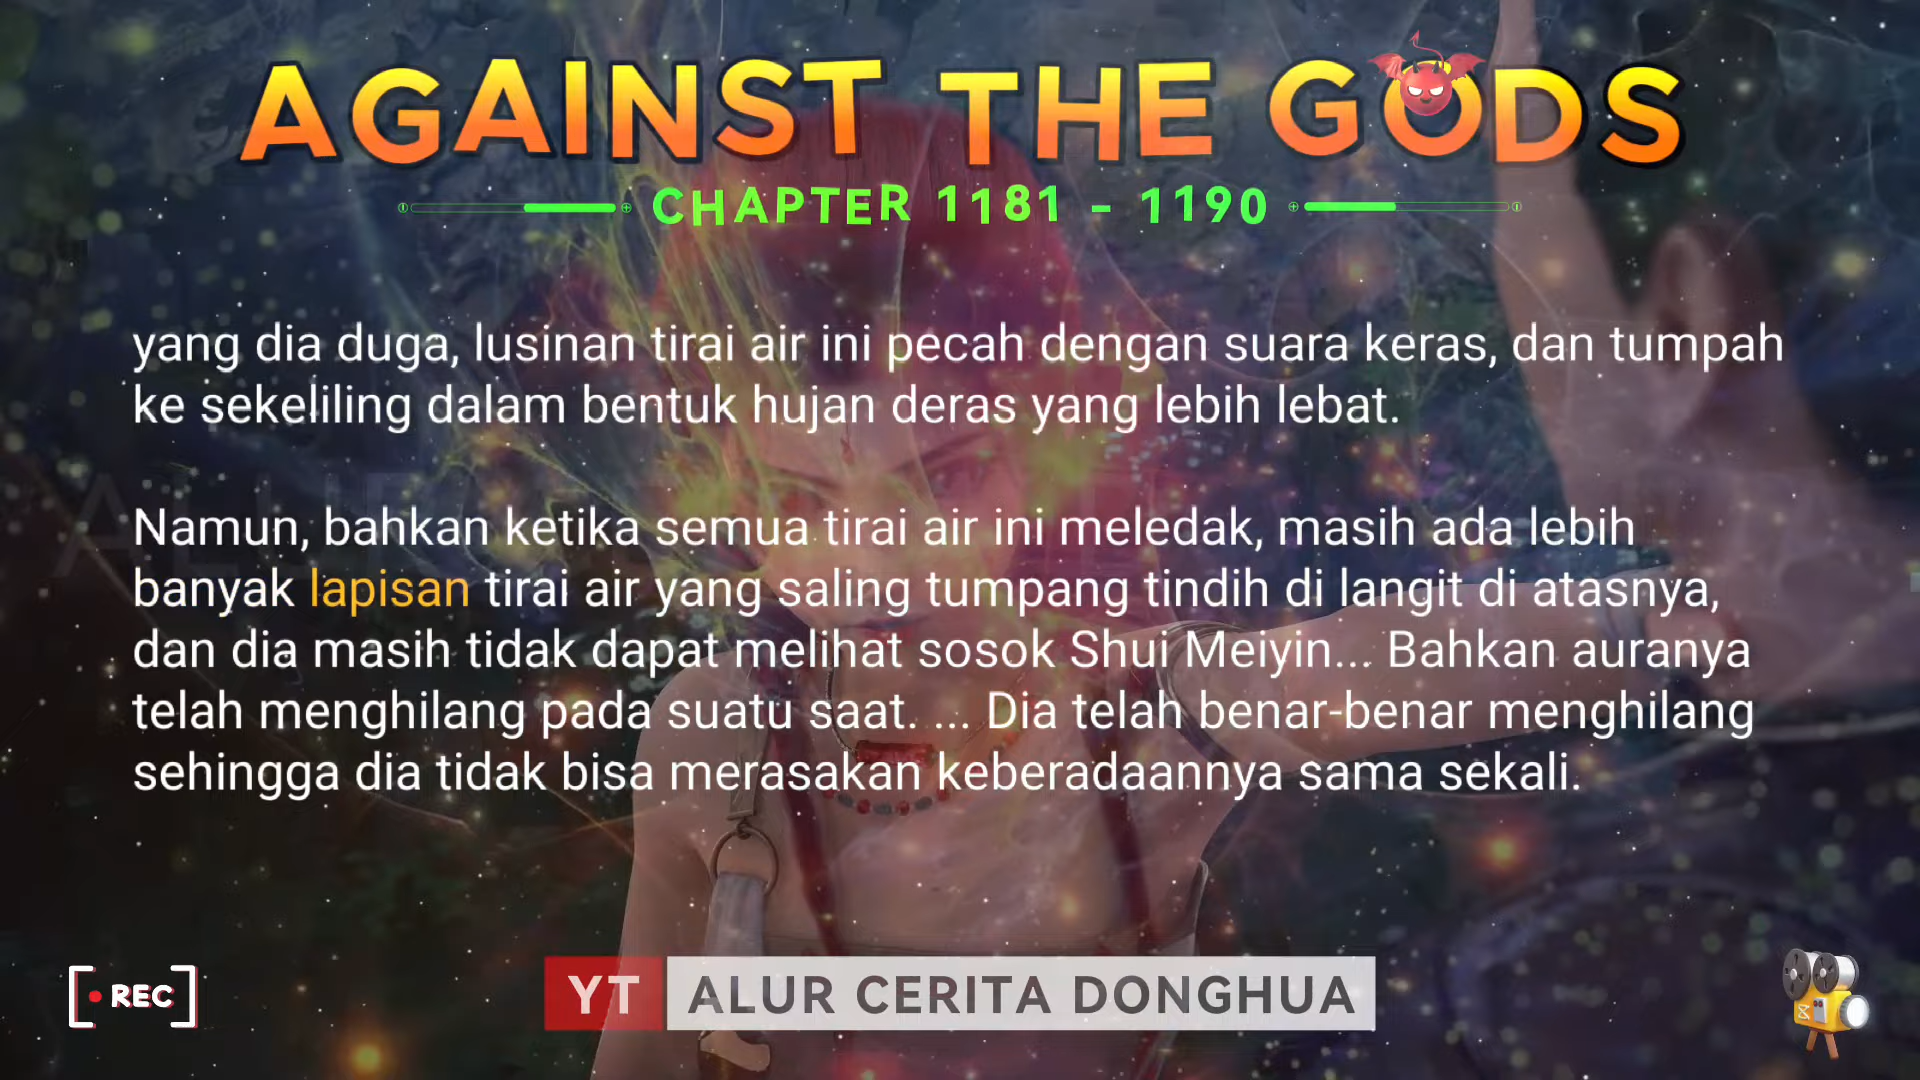 AGAINST THE GODS
CHAPTER 1181 - 1190
yang dia duga, lusinan tirai air ini pecah dengan suara keras, dan tumpah
ke sekeliling dalam bentuk hujan deras yang lebih lebat.
Namun, bahkan ketika semua tirai air ini meledak, masih ada lebih
banyak lapisan tirai air yang saling tumpang tindih di langit di atasnya,
dan dia masih tidak dapat melihat sosok Shui Meiyin... Bahkan auranya
telah menghilang pada suatu saat. ... Dia telah benar-benar menghilang
sehingga dia tidak bisa merasakan keberadaannya sama sekali.
REC
YT ALUR CERITA DONGHUA